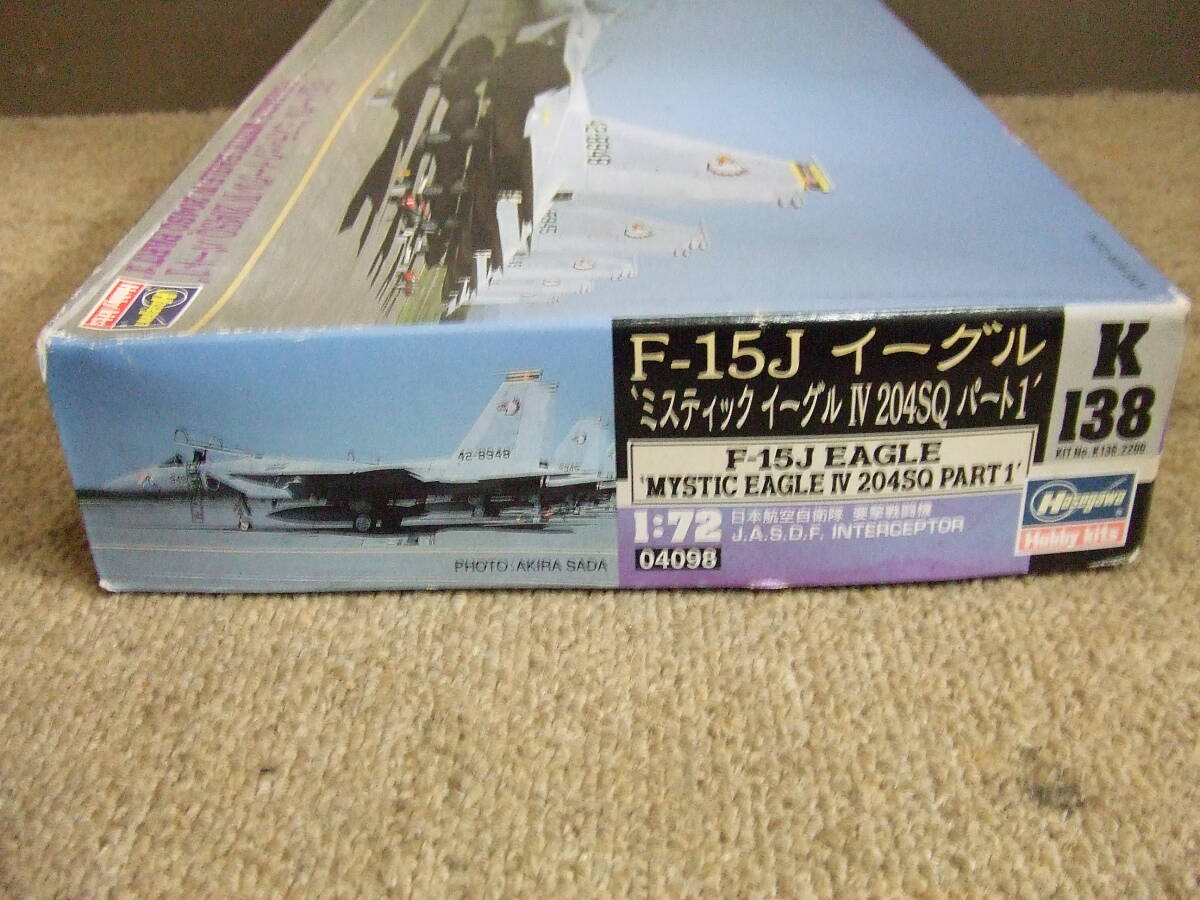 42-8948
Hasegawa
42-8948
PHOTO: AKIRA SADA
F-15J イーグル
'ミスティック イーグル IV 204SQ パート1'
F-15J EAGLE
'MYSTIC EAGLE IV 204SQ PART 1'
1:72 日本航空自衛隊 要撃戦闘機
J.A.S.D.F. INTERCEPTOR
04098
K
138
KIT No. K138:2200
Hasegawa
Hobby kits